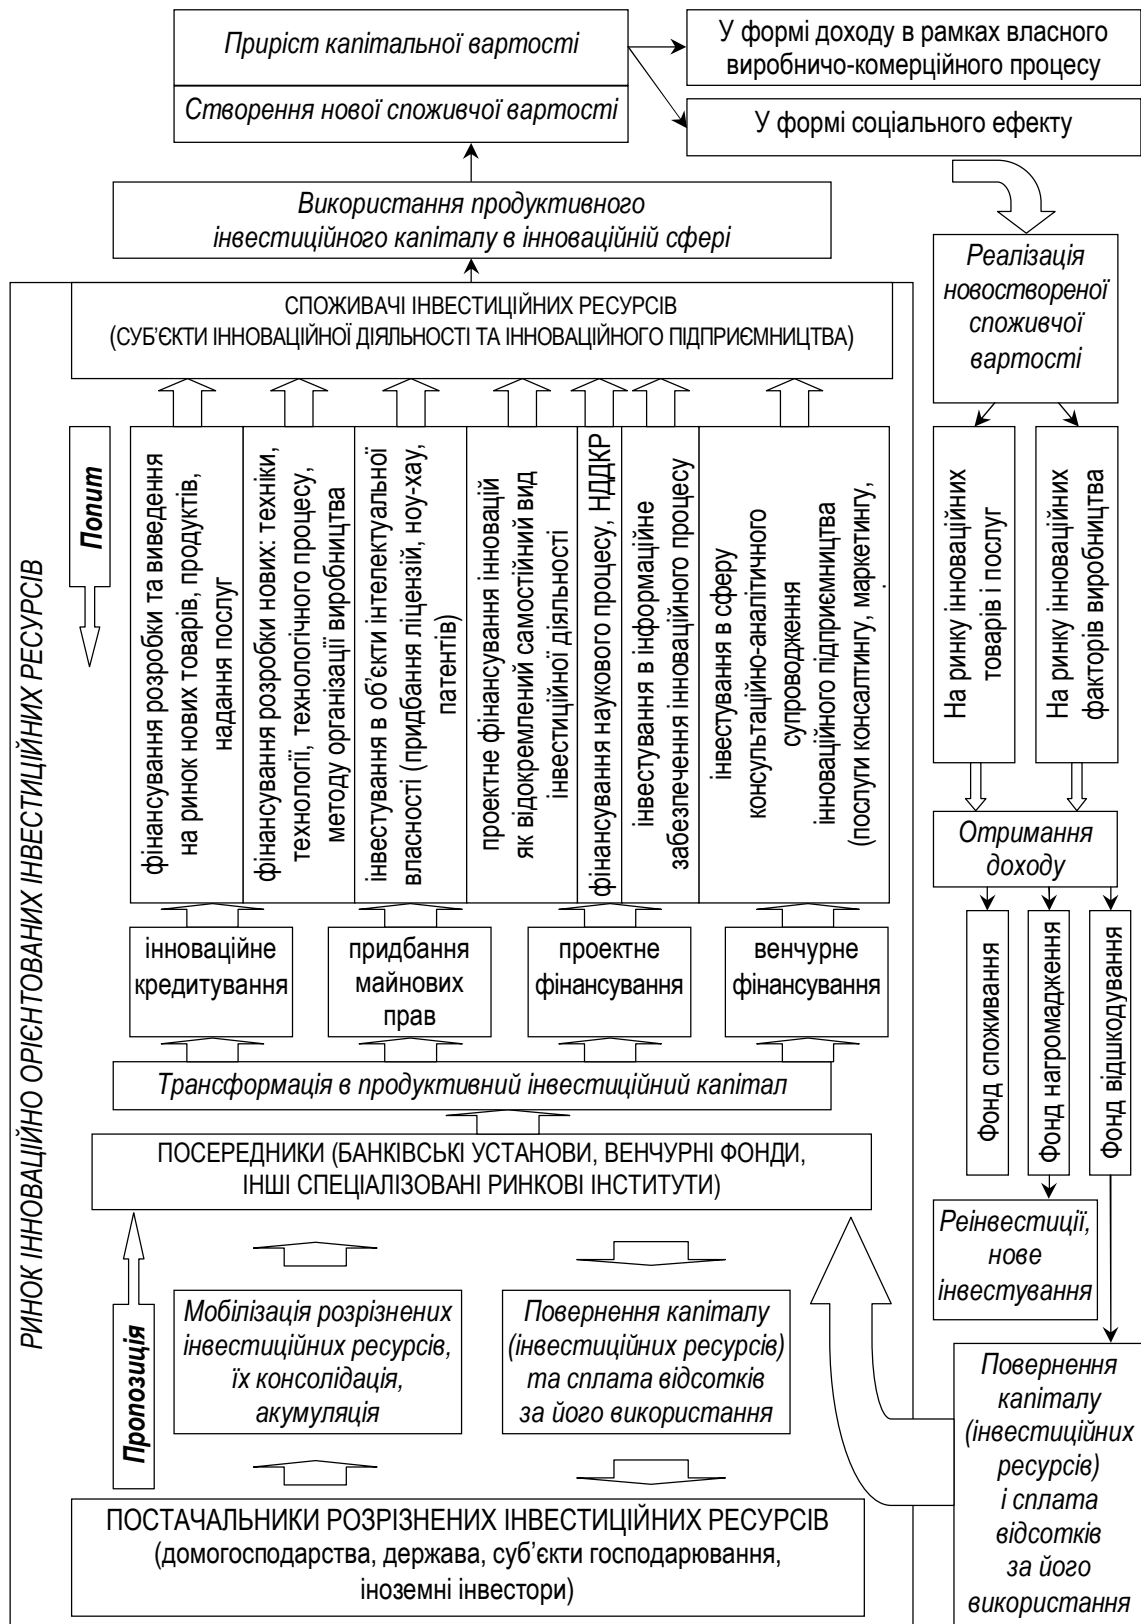 Приріст капітальної вартості
Створення нової споживчої вартості
У формі доходу в рамках власного
виробничо-комерційного процесу
У формі соціального ефекту
Використання продуктивного
інвестиційного капіталу в інноваційній сфері
РИНОК ІННОВАЦІЙНО ОРІЄНТОВАНИХ ІНВЕСТИЦІЙНИХ РЕСУРСІВ
СПОЖИВАЧІ ІНВЕСТИЦІЙНИХ РЕСУРСІВ
(СУБ’ЄКТИ ІННОВАЦІЙНОЇ ДІЯЛЬНОСТІ ТА ІННОВАЦІЙНОГО ПІДПРИЄМНИЦТВА)
Попит
фінансування розробки та виведення
на ринок нових товарів, продуктів,
надання послуг
фінансування розробки нових: техніки,
технології, технологічного процесу,
методу організації виробництва
інвестування в об’єкти інтелектуальної
власності (придбання ліцензій, ноу-хау,
патентів)
проектне фінансування інновацій
як відокремлений самостійний вид
інвестиційної діяльності
фінансування наукового процесу, НДДКР
інвестування в інформаційне
забезпечення інноваційного процесу
інвестування в сферу
консультаційно-аналітичного
супроводження
інноваційного підприємництва
(послуги консалтингу, маркетингу,
інноваційне
кредитування
придбання
майнових
прав
проектне
фінансування
венчурне
фінансування
Трансформація в продуктивний інвестиційний капітал
ПОСЕРЕДНИКИ (БАНКІВСЬКІ УСТАНОВИ, ВЕНЧУРНІ ФОНДИ,
ІНШІ СПЕЦІАЛІЗОВАНІ РИНКОВІ ІНСТИТУТИ)
Пропозиція
Мобілізація розрізнених
інвестиційних ресурсів,
їх консолідація,
акумуляція
Повернення капіталу
(інвестиційних ресурсів)
та сплата відсотків
за його використання
ПОСТАЧАЛЬНИКИ РОЗРІЗНЕНИХ ІНВЕСТИЦІЙНИХ РЕСУРСІВ
(домогосподарства, держава, суб’єкти господарювання,
іноземні інвестори)
Реалізація
новоствореної
споживчої
вартості
На ринку інноваційних
товарів і послуг
На ринку інноваційних
факторів виробництва
Отримання
доходу
Фонд споживання
Фонд нагромадження
Фонд відшкодування
Реінвестиції,
нове
інвестування
Повернення
капіталу
(інвестиційних
ресурсів)
і сплата
відсотків
за його
використання